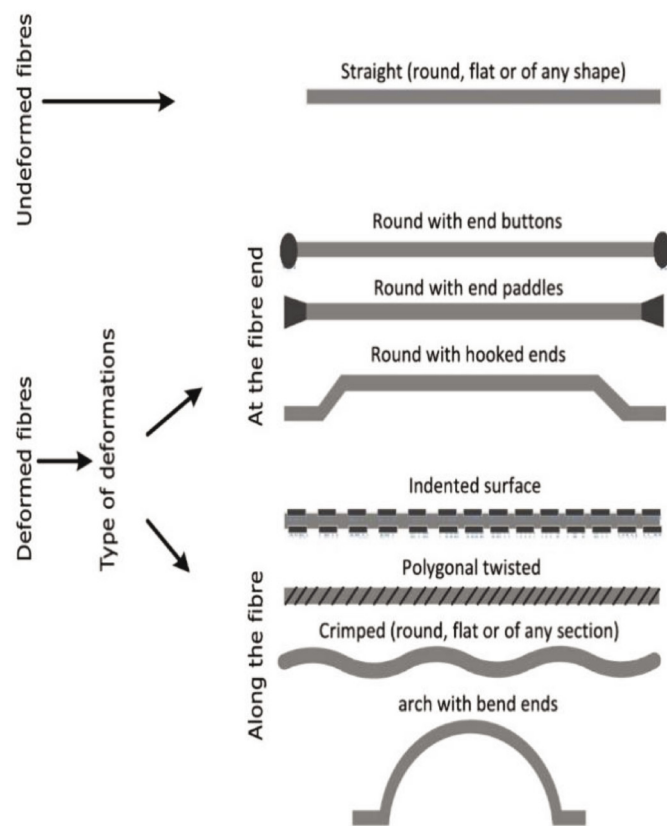 Undeformed fibres
Straight (round, flat or of any shape)
Deformed fibres
Type of deformations
At the fibre end
Round with end buttons
Round with end paddles
Round with hooked ends
Along the fibre
Indented surface
Polygonal twisted
Crimped (round, flat or of any section)
arch with bend ends